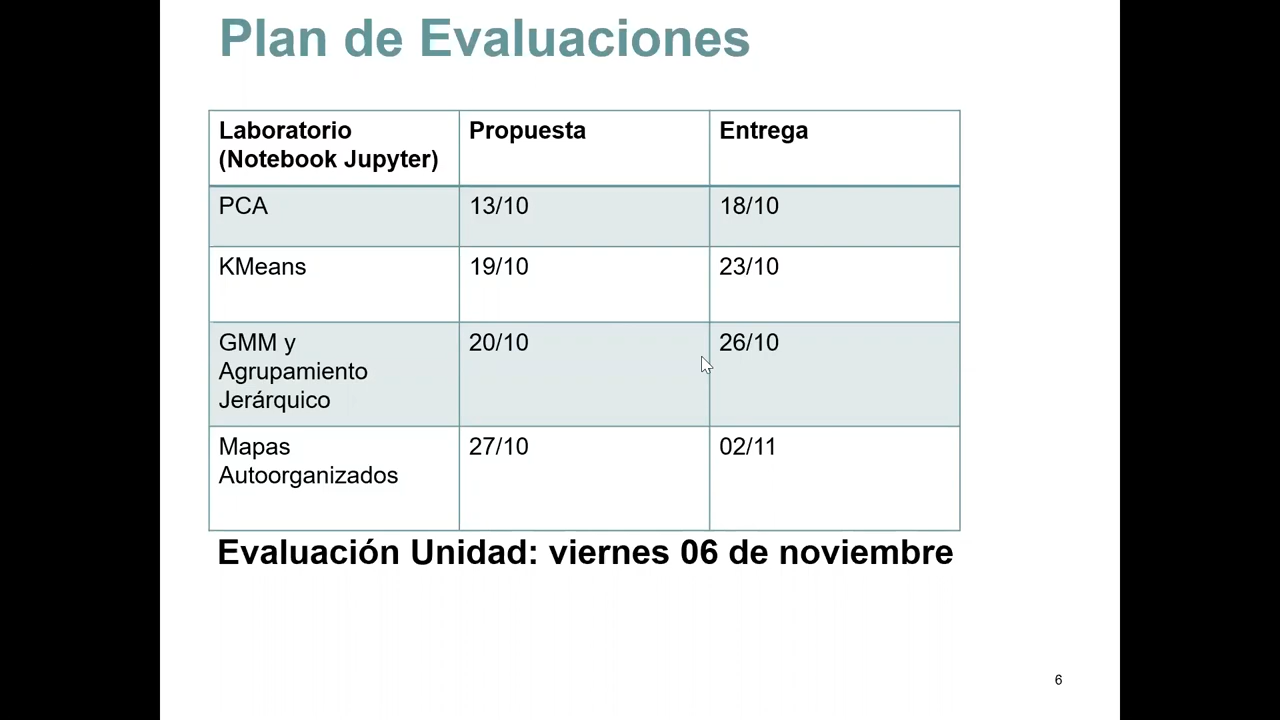 Plan de Evaluaciones
Laboratorio
(Notebook Jupyter)
Propuesta
Entrega
PCA
13/10
18/10
KMeans
19/10
23/10
GMM y
Agrupamiento
Jerárquico
20/10
26/10
Mapas
Autoorganizados
27/10
02/11
Evaluación Unidad: viernes 06 de noviembre
6